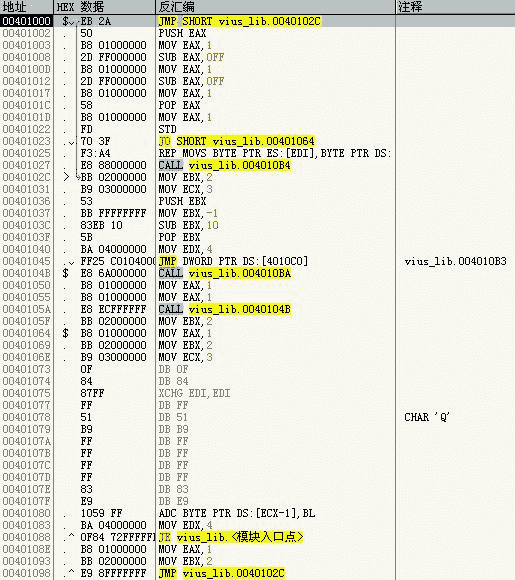 地址 HEX 数据 反汇编 注释
00401000 $ EB 2A JMP SHORT vius_lib.0040102C
00401002 . 50 PUSH EAX
00401003 . B8 01000000 MOV EAX,1
00401008 . 2D FF000000 SUB EAX,0FF
0040100D . B8 01000000 MOV EAX,1
00401012 . 2D FF000000 SUB EAX,0FF
00401017 . B8 01000000 MOV EAX,1
0040101C . 58 POP EAX
0040101D . B8 01000000 MOV EAX,1
00401022 . FD STD
00401023 . 70 3F JO SHORT vius_lib.00401064
00401025 . F3:A4 REP MOVS BYTE PTR ES:[EDI],BYTE PTR DS:
00401027 . E8 88000000 CALL vius_lib.004010B4
0040102C > BB 02000000 MOV EBX,2
00401031 . B9 03000000 MOV ECX,3
00401036 . 53 PUSH EBX
00401037 . BB FFFFFFFF MOV EBX,-1
0040103C . 83EB 10 SUB EBX,10
0040103F . 5B POP EBX
00401040 . BA 04000000 MOV EDX,4
00401045 . FF25 C0104000 JMP DWORD PTR DS:[4010C0] vius_lib.004010B3
0040104B $ E8 6A000000 CALL vius_lib.004010BA
00401050 . B8 01000000 MOV EAX,1
00401055 . B8 01000000 MOV EAX,1
0040105A . E8 ECFFFFFF CALL vius_lib.0040104B
0040105F . BB 02000000 MOV EBX,2
00401064 $ B8 01000000 MOV EAX,1
00401069 . BB 02000000 MOV EBX,2
0040106E . B9 03000000 MOV ECX,3
00401073 0F DB 0F
00401074 84 DB 84
00401075 87FF XCHG EDI,EDI
00401077 FF DB FF
00401078 51 DB 51 CHAR 'Q'
00401079 B9 DB B9
0040107A FF DB FF
0040107B FF DB FF
0040107C FF DB FF
0040107D FF DB FF
0040107E 83 DB 83
0040107F E9 DB E9
00401080 . 1059 FF ADC BYTE PTR DS:[ECX-1],BL
00401083 . BA 04000000 MOV EDX,4
00401088 .^ 0F84 72FFFFFF JE vius_lib.<模块入口点>
0040108E . B8 01000000 MOV EAX,1
00401093 . BB 02000000 MOV EBX,2
00401098 .^ E9 8FFFFFFF JMP vius_lib.0040102C